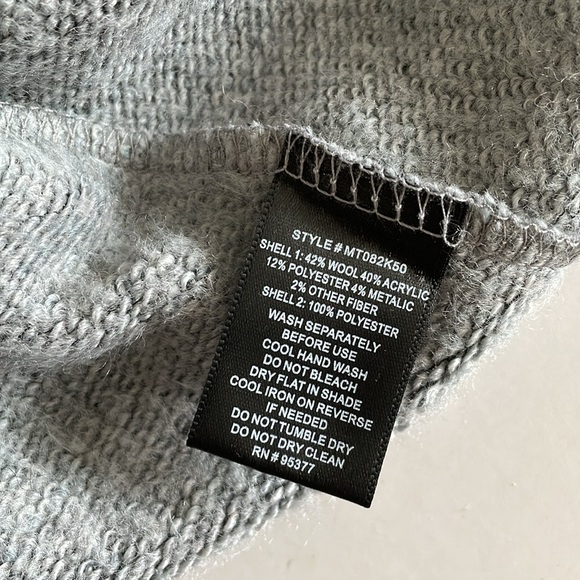 STYLE # MT082K50
SHELL 1: 42% WOOL 40% ACRYLIC
12% POLYESTER 4% METALIC
2% OTHER FIBER
SHELL 2: 100% POLYESTER
WASH SEPARATELY
BEFORE USE
COOL HAND WASH
DO NOT BLEACH
DRY FLAT IN SHADE
COOL IRON ON REVERSE
IF NEEDED
DO NOT TUMBLE DRY
DO NOT DRY CLEAN
RN # 95377